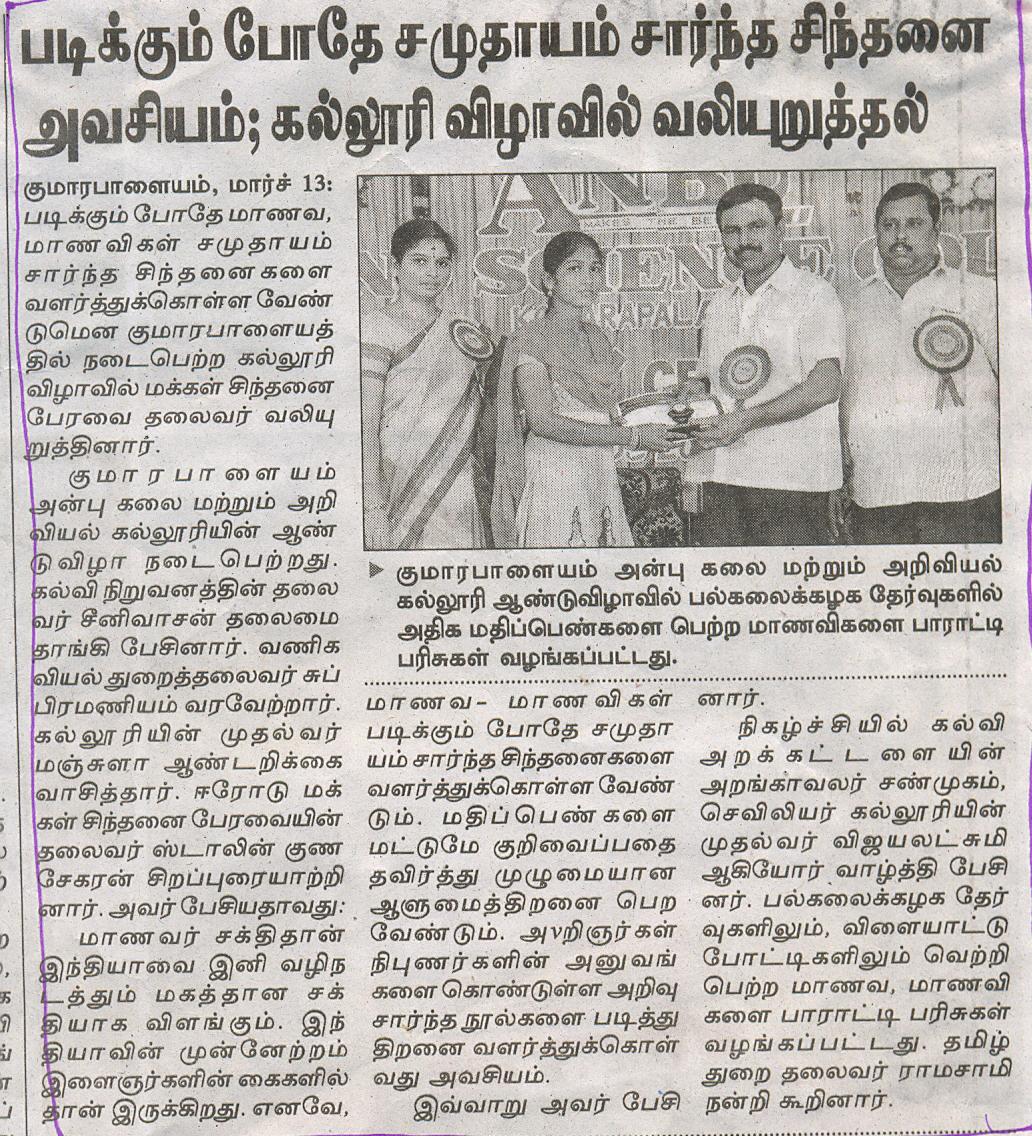 படிக்கும் போதே சமுதாயம் சார்ந்த சிந்தனை
அவசியம்; கல்லூரி விழாவில் வலியுறுத்தல்
குமாரபாளையம், மார்ச் 13:
படிக்கும் போதே மாணவ,
மாணவிகள் சமுதாயம்
சார்ந்த சிந்தனைகளை
வளர்த்துக்கொள்ள வேண்
டுமென குமாரபாளையத்
தில் நடைபெற்ற கல்லூரி
விழாவில் மக்கள் சிந்தனை
பேரவை தலைவர் வலியு
றுத்தினார்.
குமாரபாளையம்
அன்பு கலை மற்றும் அறி
வியல் கல்லூரியின் ஆண்
டுவிழா நடைபெற்றது.
கல்வி நிறுவனத்தின் தலை
வர் சீனிவாசன் தலைமை
தாங்கி பேசினார். வணிக
வியல் துறைத்தலைவர் சுப்
பிரமணியம் வரவேற்றார்.
கல்லூரியின் முதல்வர்
மஞ்சுளா ஆண்டறிக்கை
வாசித்தார். ஈரோடு மக்
கள் சிந்தனை பேரவையின்
தலைவர் ஸ்டாலின் குண
சேகரன் சிறப்புரையாற்றி
னார். அவர் பேசியதாவது:
மாணவர் சக்திதான்
இந்தியாவை இனி வழிந
டத்தும் மகத்தான சக்
தியாக விளங்கும். இந்
தியாவின் முன்னேற்றம்
இளைஞர்களின் கைகளில்
தான் இருக்கிறது. எனவே,
ANBU
MAKES THE BE
SCIENCE COL
K ARAPALA
குமாரபாளையம் அன்பு கலை மற்றும் அறிவியல்
கல்லூரி ஆண்டுவிழாவில் பல்கலைக்கழக தேர்வுகளில்
அதிக மதிப்பெண்களை பெற்ற மாணவிகளை பாராட்டி
பரிசுகள் வழங்கப்பட்டது.
மாணவ- மாணவிகள்
படிக்கும் போதே சமுதா
யம் சார்ந்த சிந்தனைகளை
வளர்த்துக்கொள்ள வேண்
டும். மதிப்பெண்களை
மட்டுமே குறிவைப்பதை
தவிர்த்து முழுமையான
ஆளுமைத்திறனை பெற
வேண்டும். அvறிஞர்கள்
நிபுணர்களின் அனுவங்
களை கொண்டுள்ள அறிவு
சார்ந்த நூல்களை படித்து
திறனை வளர்த்துக்கொள்
வது அவசியம்.
இவ்வாறு அவர் பேசி
னார்.
நிகழ்ச்சியில் கல்வி
அறக்கட்டளையின்
அறங்காவலர் சண்முகம்,
செவிலியர் கல்லூரியின்
முதல்வர் விஜயலட்சுமி
ஆகியோர் வாழ்த்தி பேசி
னர். பல்கலைக்கழக தேர்
வுகளிலும், விளையாட்டு
போட்டிகளிலும் வெற்றி
பெற்ற மாணவ, மாணவி
களை பாராட்டி பரிசுகள்
வழங்கப்பட்டது. தமிழ்
துறை தலைவர் ராமசாமி
நன்றி கூறினார்.